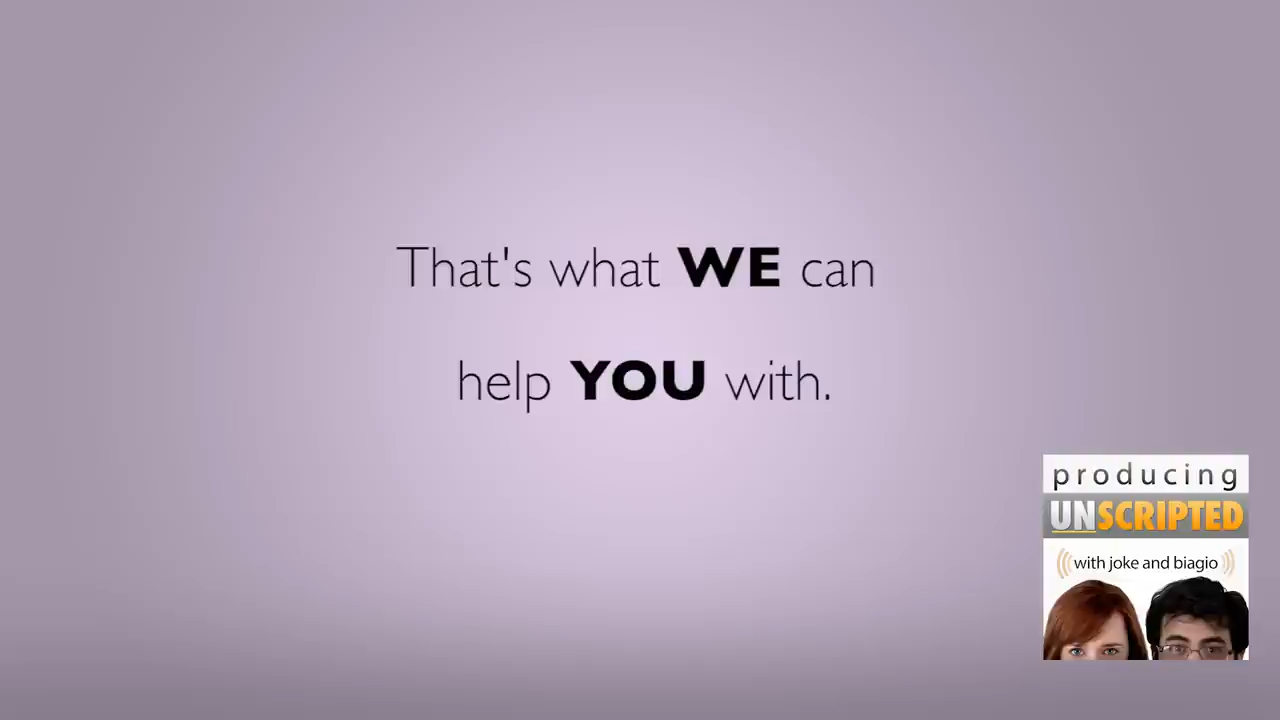 That's what WE can
help YOU with.
producing
UNSCRIPTED
with joke and biagio